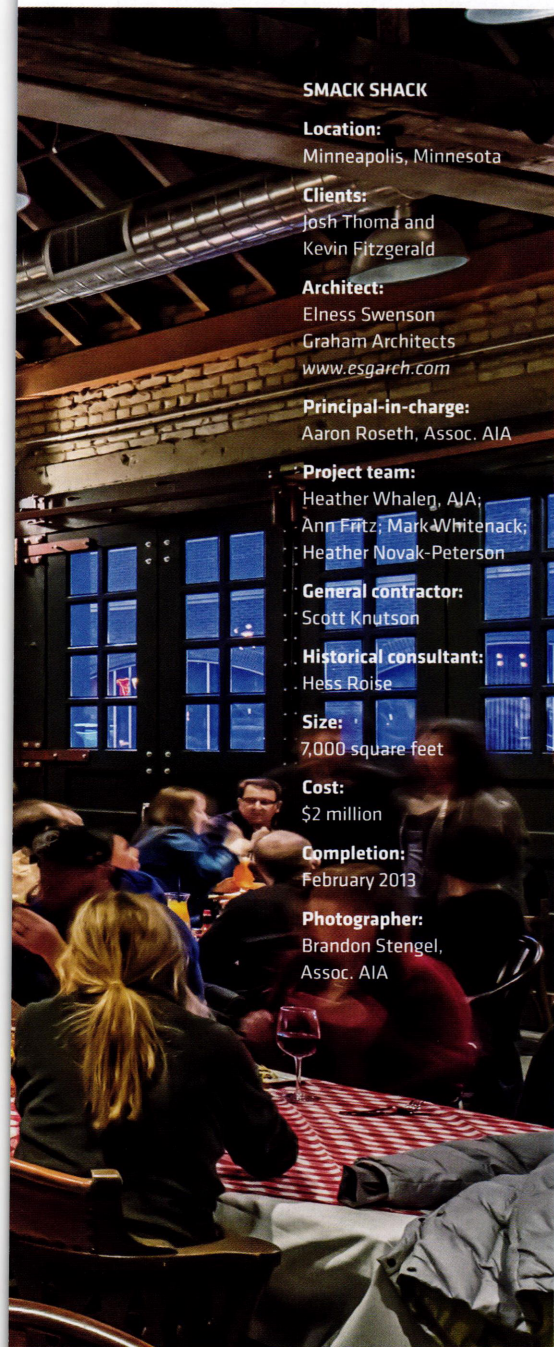 SMACK SHACK
Location:
Minneapolis, Minnesota
Clients:
Josh Thoma and
Kevin Fitzgerald
Architect:
Elness Swenson
Graham Architects
www.esgarch.com
Principal-in-charge:
Aaron Roseth, Assoc. AIA
Project team:
Heather Whalen, AIA;
Ann Fritz; Mark Whitenack;
Heather Novak-Peterson
General contractor:
Scott Knutson
Historical consultant:
Hess Roise
Size:
7,000 square feet
Cost:
$2 million
Completion:
February 2013
Photographer:
Brandon Stengel,
Assoc. AIA